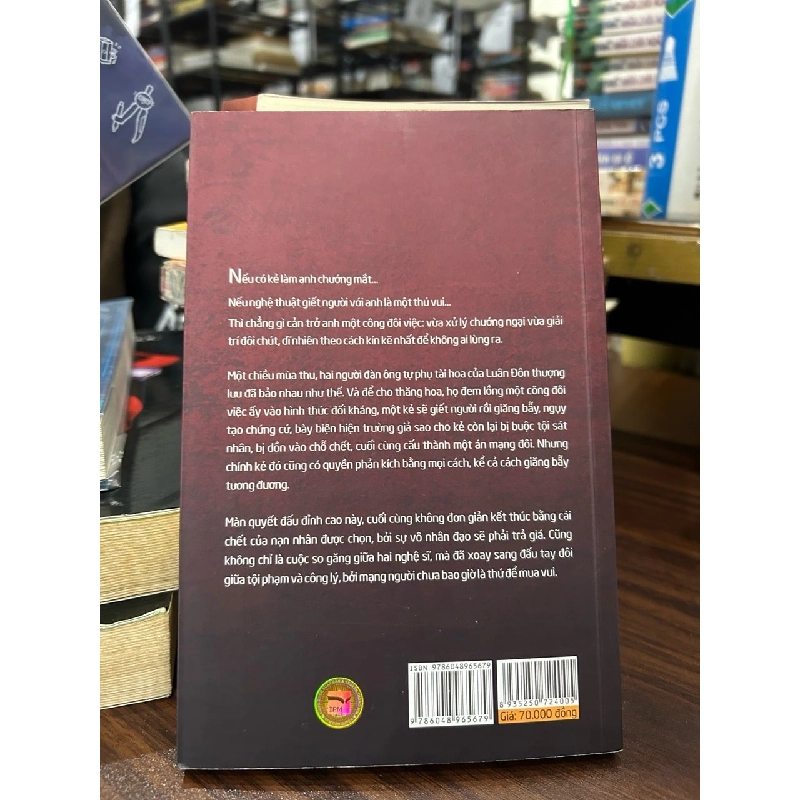 3 PCS
Nếu có kẻ làm anh chướng mắt...
Nếu nghệ thuật giết người với anh là một thú vui...
Thì chẳng gì cản trở anh một công đôi việc: vừa xử lý chướng ngại vừa giải
trí đôi chút, dĩ nhiên theo cách kín kẽ nhất để không ai lùng ra.
Một chiều mùa thu, hai người đàn ông tự phụ tài hoa của Luân Đôn thượng
lưu đã bảo nhau như thế. Và để cho thăng hoa, họ đem lồng một công đôi
việc ấy vào hình thức đối kháng, một kẻ sẽ giết người rồi giăng bẫy, ngụy
tạo chứng cứ, bày biện hiện trường giả sao cho kẻ còn lại bị buộc tội sát
nhân, bị dồn vào chỗ chết, cuối cùng cấu thành một án mạng đôi. Nhưng
chính kẻ đó cũng có quyền phản kích bằng mọi cách, kể cả cách giăng bẫy
tương đương.
Màn quyết đấu đỉnh cao này, cuối cùng không đơn giản kết thúc bằng cái
chết của nạn nhân được chọn, bởi sự vô nhân đạo sẽ phải trả giá. Cũng
không chỉ là cuộc so găng giữa hai nghệ sĩ, mà đã xoay sang đấu tay đôi
giữa tội phạm và công lý, bởi mạng người chưa bao giờ là thứ để mua vui.
IPM
ISBN 9786048965679
9 786048 965679
8 935250 724005
Giá: 70.000 đồng